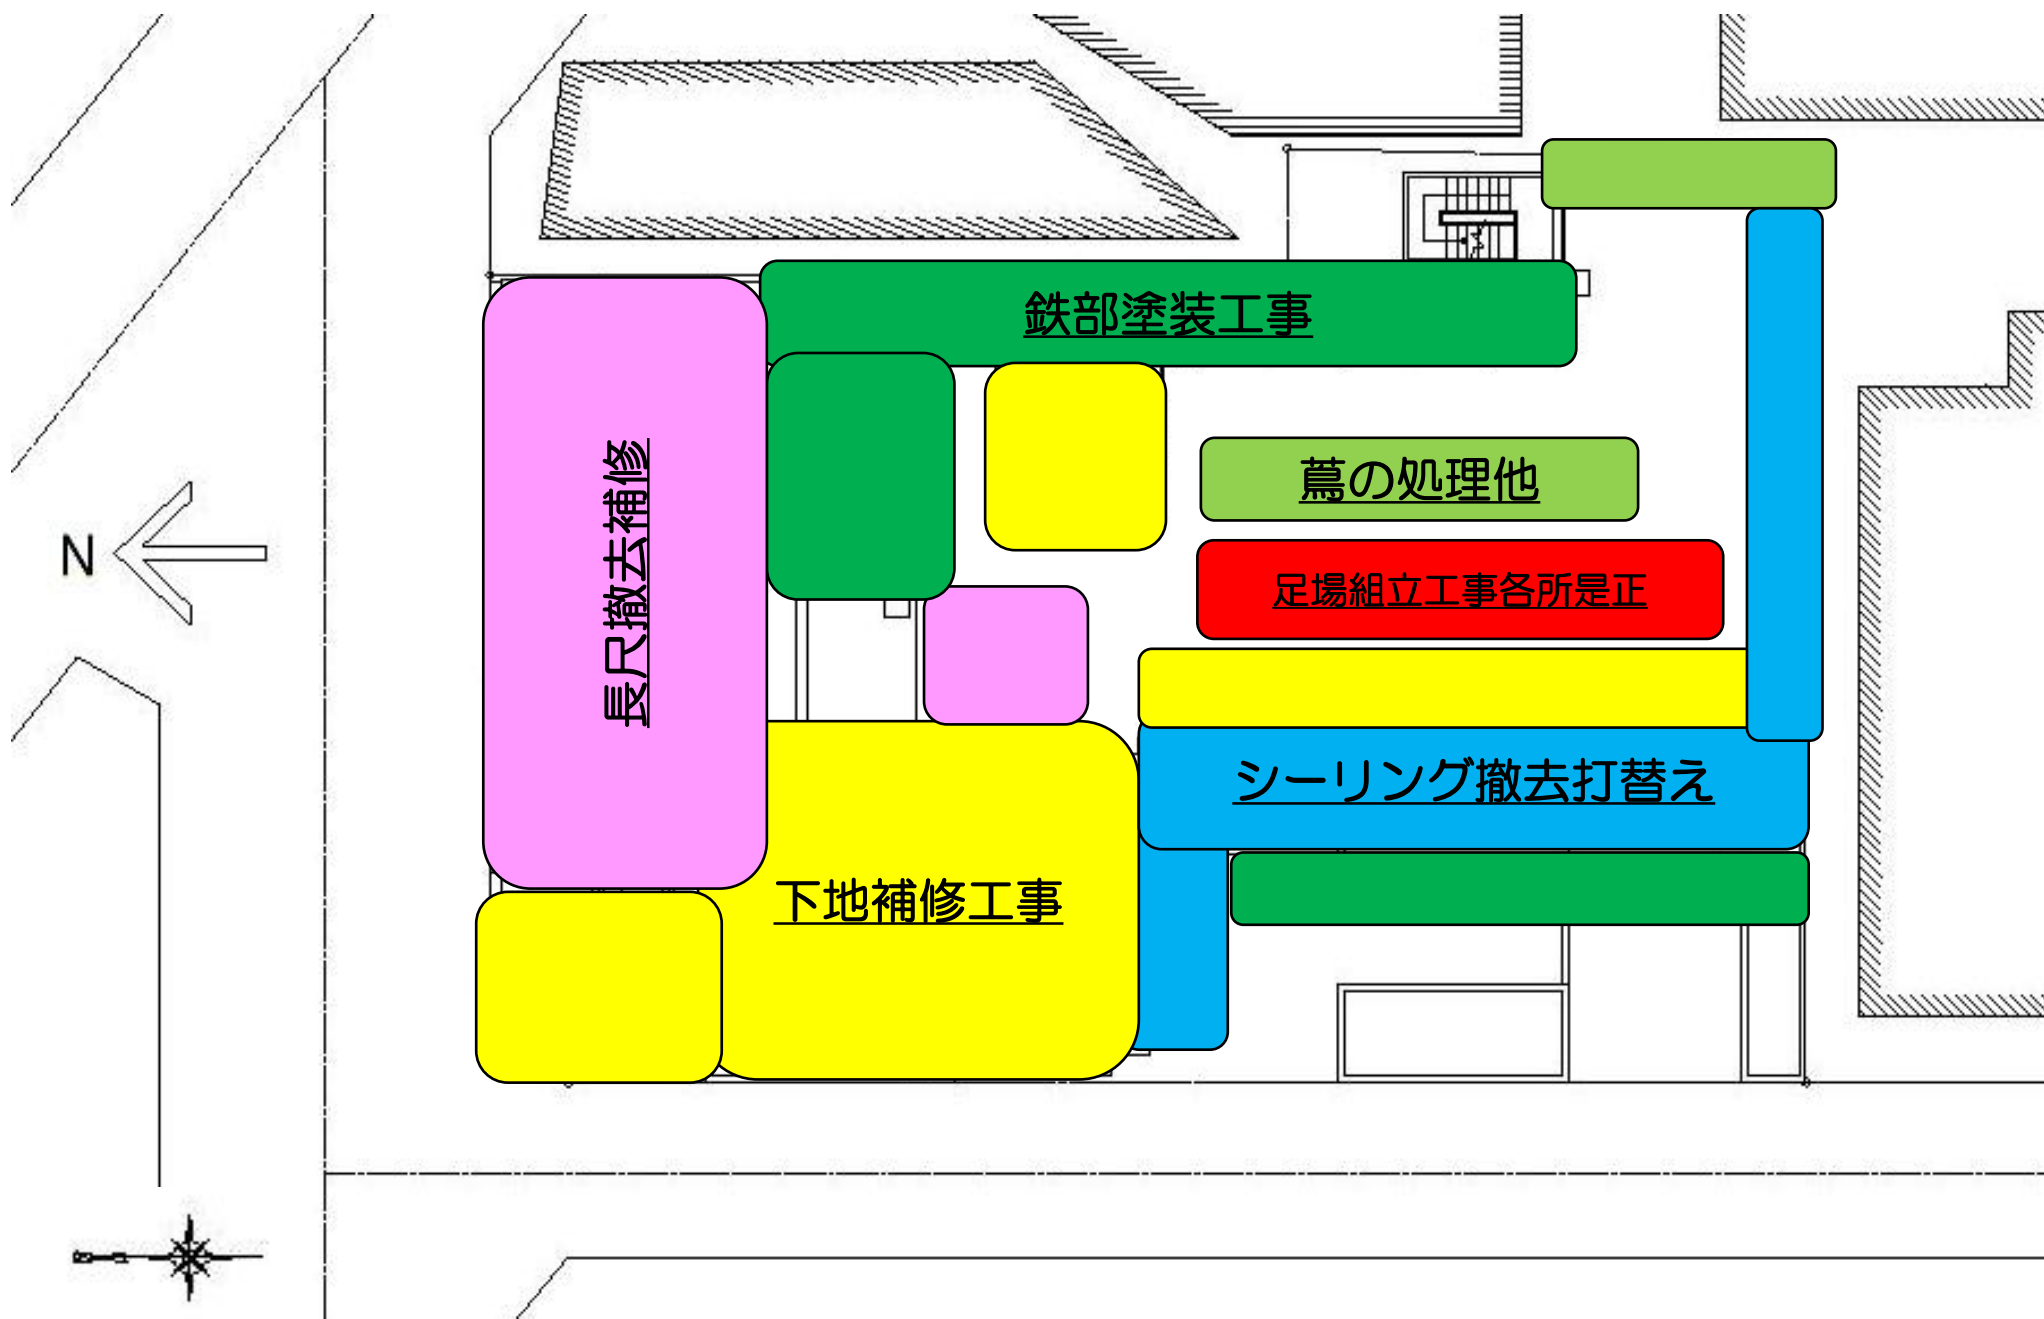 鉄部塗装工事
長尺撤去補修
蔦の処理他
足場組立工事各所是正
N
シーリング撤去打替え
下地補修工事